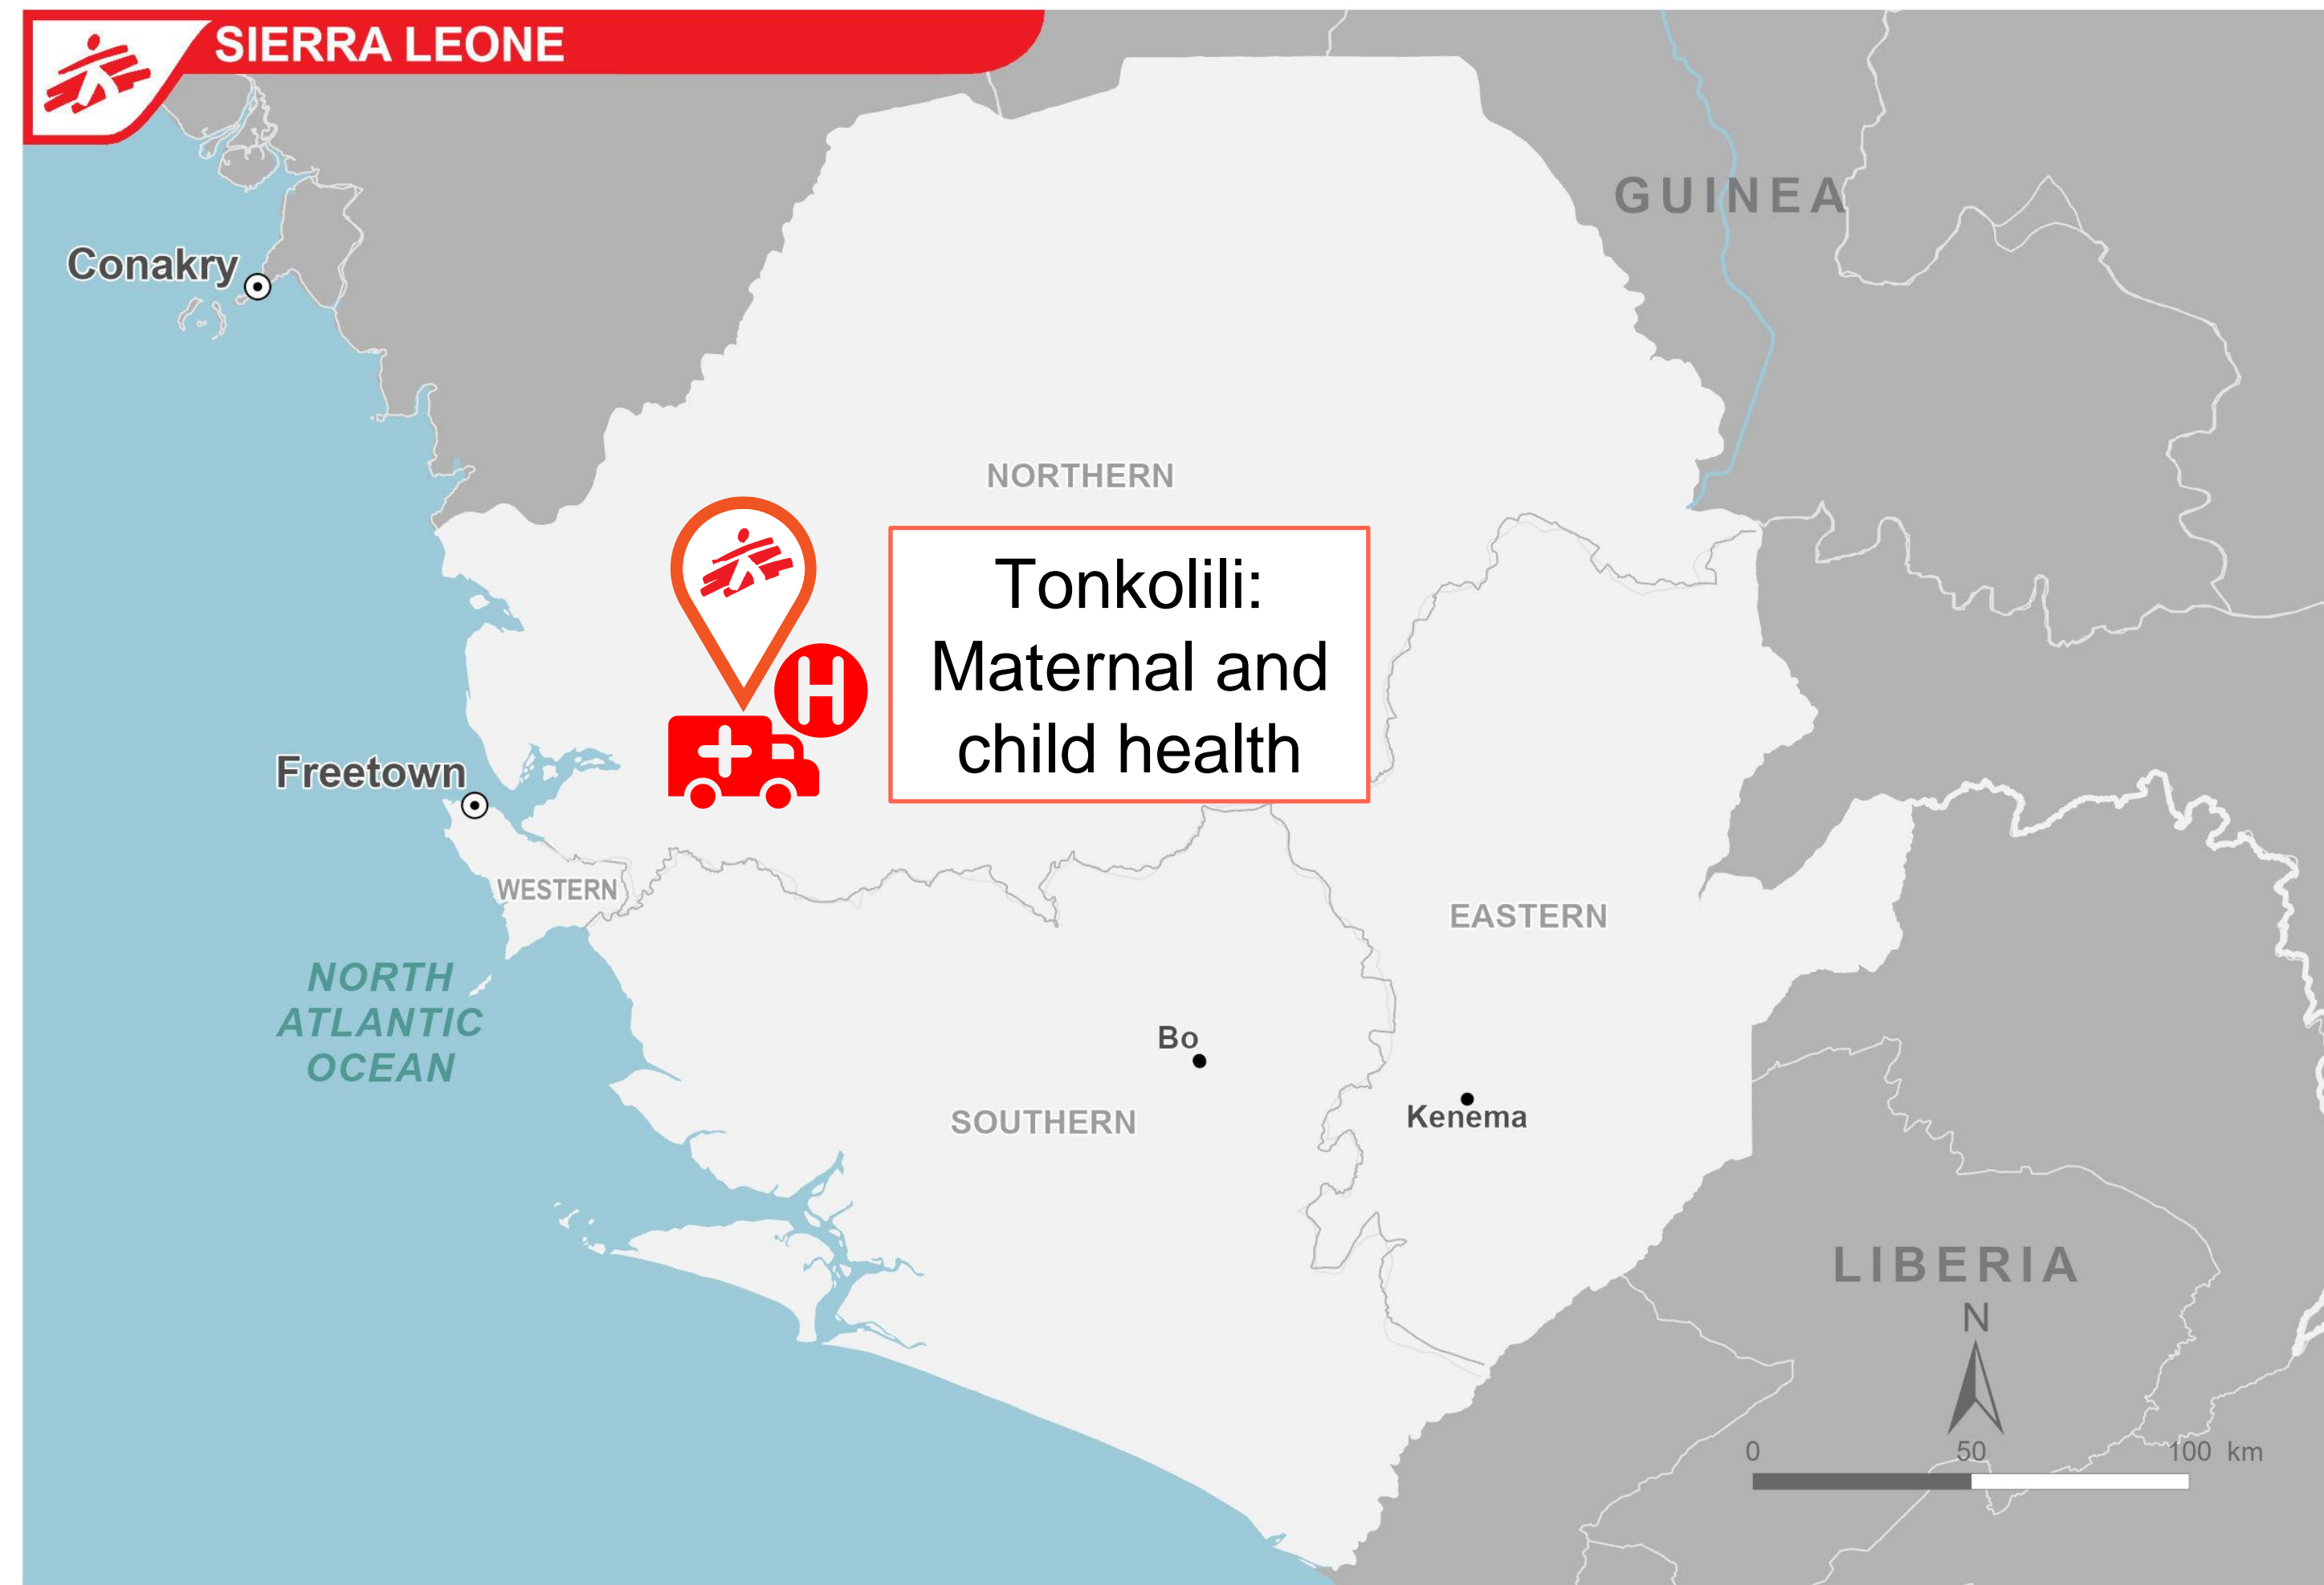 SIERRA LEONE
GUINEA
Conakry
NORTHERN
Tonkolili:
Maternal and
child health
H
Freetown
WESTERN
EASTERN
NORTH
ATLANTIC
OCEAN
Bo
Kenema
SOUTHERN
LIBERIA
N
0 50 100 km